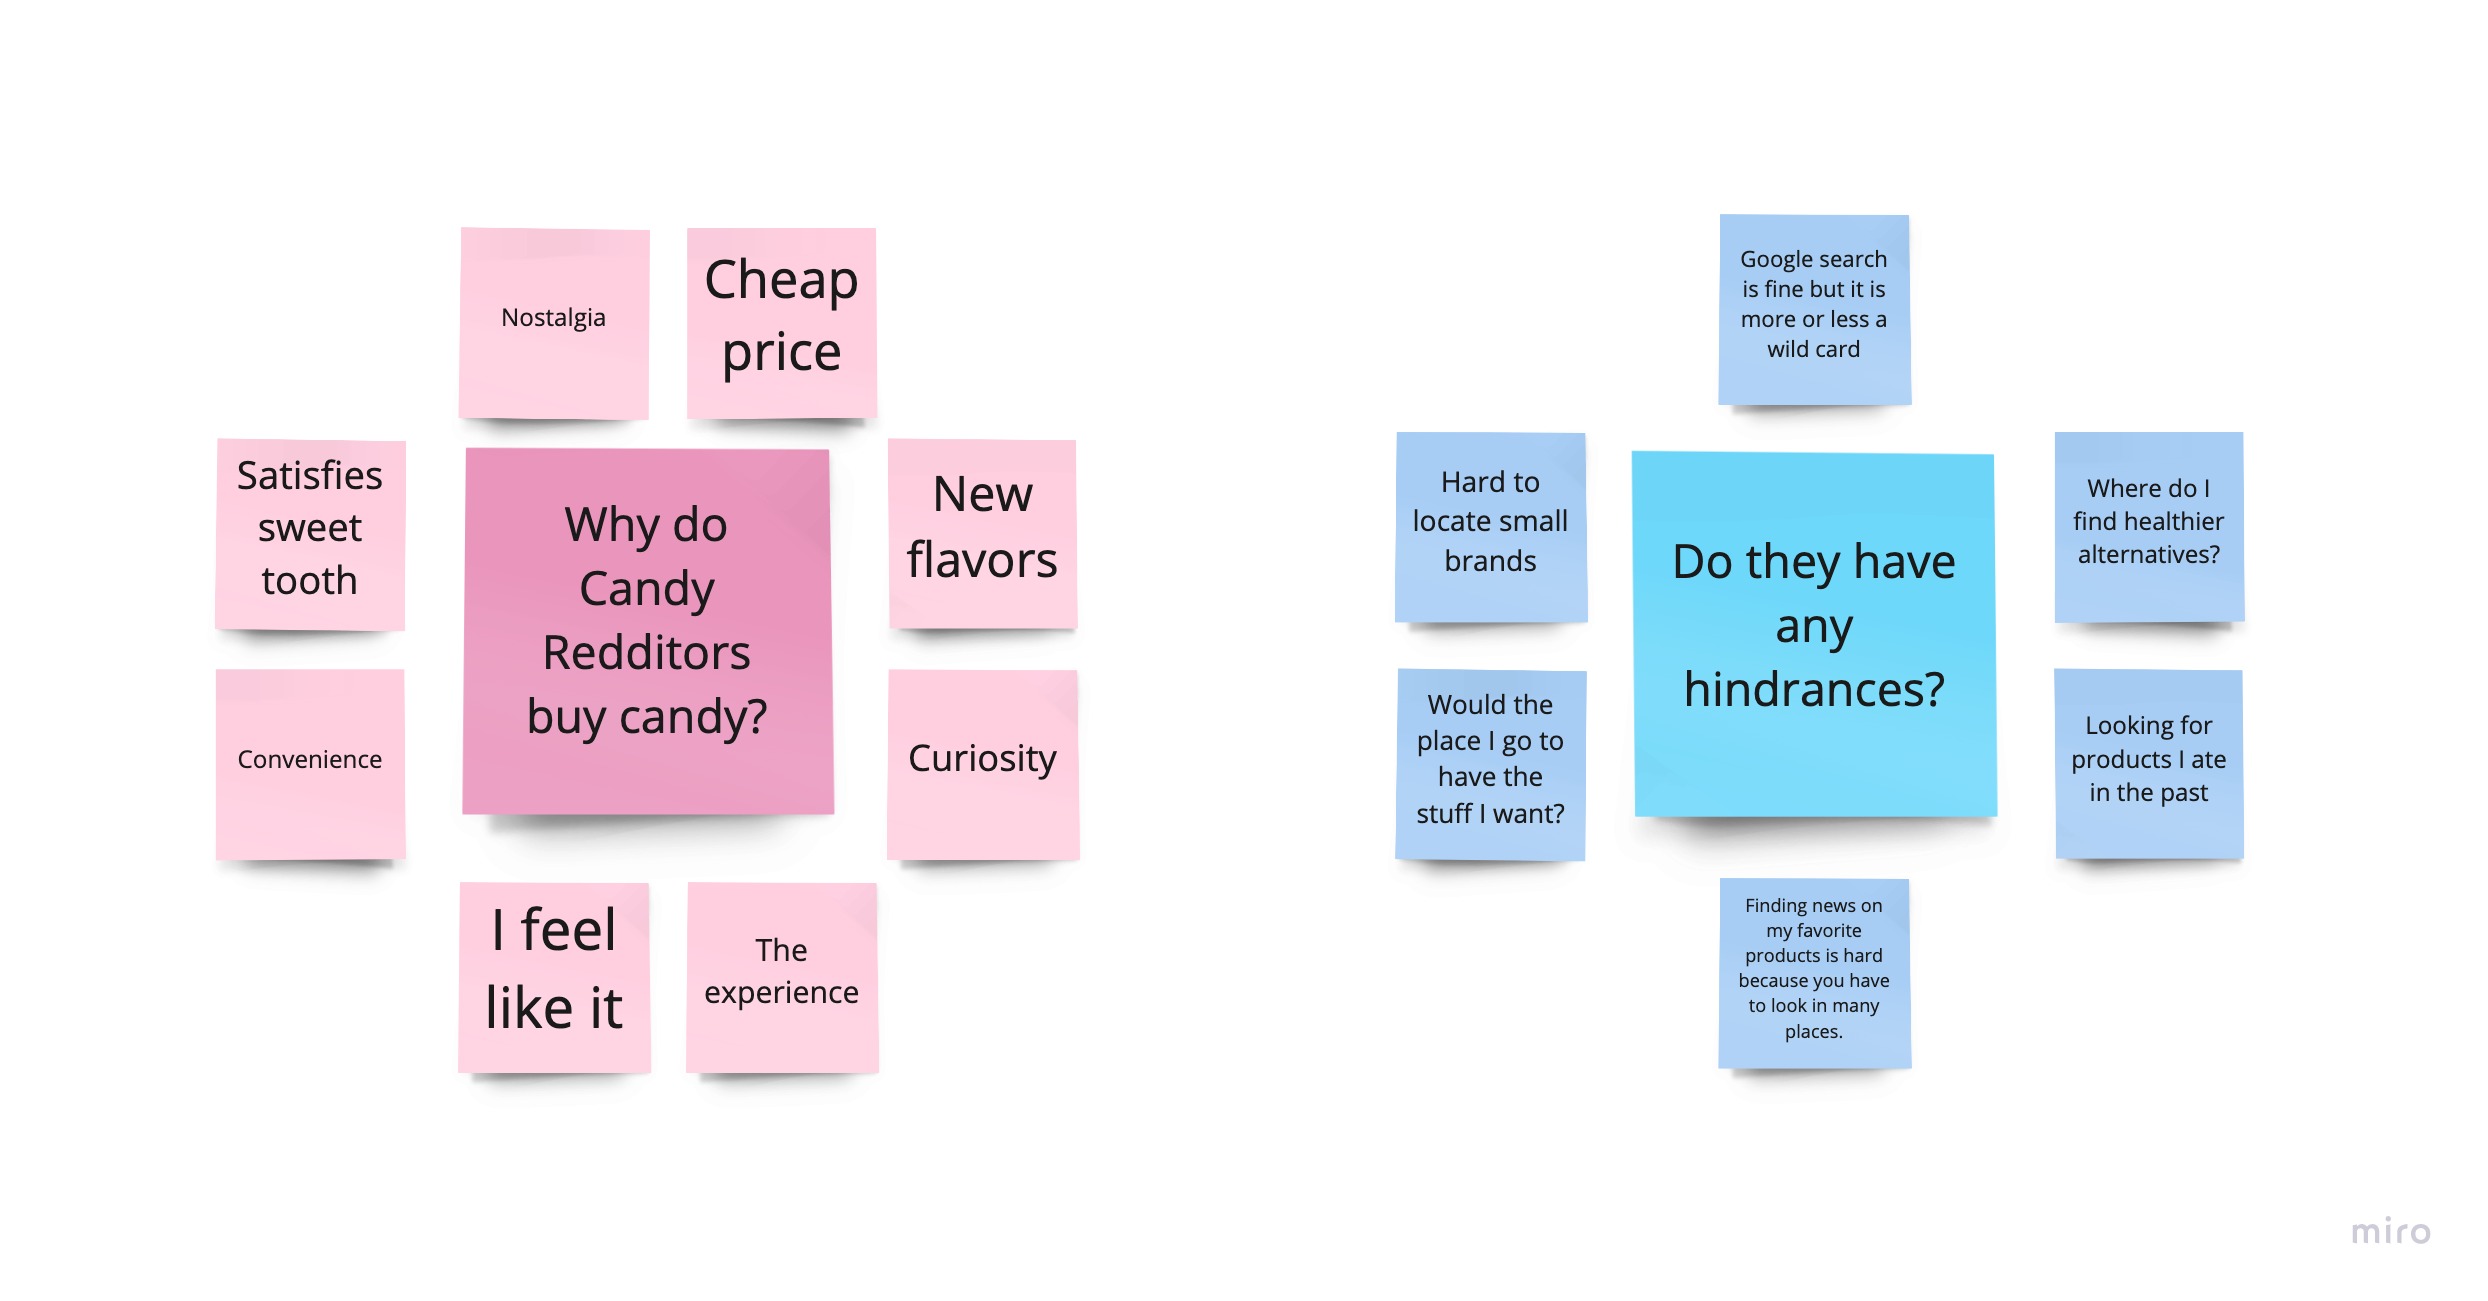 Nostalgia
Cheap
price
Satisfies
sweet
tooth
Why do
Candy
Redditors
buy candy?
New
flavors
Convenience
Curiosity
I feel
like it
The
experience
Google search
is fine but it is
more or less a
wild card
Hard to
locate small
brands
Do they have
any
hindrances?
Where do I
find healthier
alternatives?
Would the
place I go to
have the
stuff I want?
Looking for
products I ate
in the past
Finding news on
my favorite
products is hard
because you have
to look in many
places.
miro